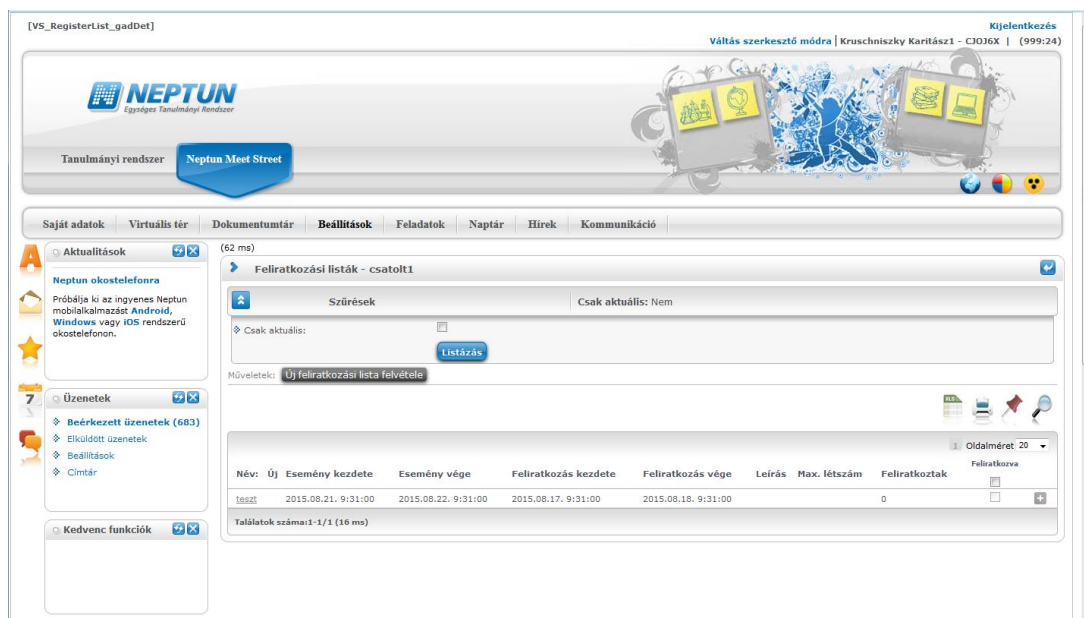 [VS_RegisterList_gadDet]
Kijelentkezés
Váltás szerkesztő módra | Kruschniszky Karitász1 - CJOJ6X | (999:24)
NEPTUN
Egységes Tanulmányi Rendszer
Tanulmányi rendszer Neptun Meet Street
Saját adatok Virtuális tér Dokumentumtár Beállítások Feladatok Naptár Hírek Kommunikáció
Aktualitások
Neptun okostelefonra
Próbálja ki az ingyenes Neptun
mobilalkalmazást Android,
Windows vagy iOS rendszerű
okostelefonon.
7
Üzenetek
Beérkezett üzenetek (683)
Elküldött üzenetek
Beállítások
Címtár
Kedvenc funkciók
(62 ms)
Feliratkozási listák - csatolt1
Szűrések Csak aktuális: Nem
Csak aktuális:
Listázás
Műveletek: Új feliratkozási lista felvétele
XLS
1 Oldalméret 20
Név: Új Esemény kezdete Esemény vége Feliratkozás kezdete Feliratkozás vége Leírás Max. létszám Feliratkoztak Feliratkozva
teszt 2015.08.21. 9:31:00 2015.08.22. 9:31:00 2015.08.17. 9:31:00 2015.08.18. 9:31:00 0
Találatok száma:1-1/1 (16 ms)